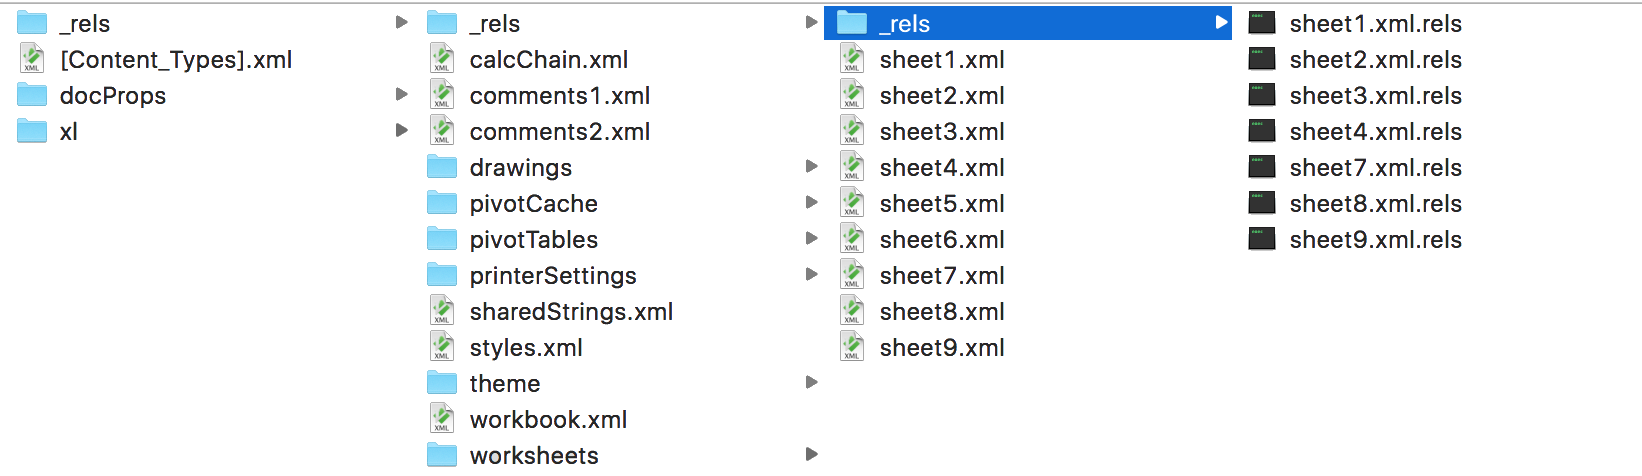 _rels
[Content_Types].xml
docProps
xl
_rels
calcChain.xml
comments1.xml
comments2.xml
drawings
pivotCache
pivotTables
printerSettings
sharedStrings.xml
styles.xml
theme
workbook.xml
worksheets
_rels
sheet1.xml
sheet2.xml
sheet3.xml
sheet4.xml
sheet5.xml
sheet6.xml
sheet7.xml
sheet8.xml
sheet9.xml
sheet1.xml.rels
sheet2.xml.rels
sheet3.xml.rels
sheet4.xml.rels
sheet7.xml.rels
sheet8.xml.rels
sheet9.xml.rels